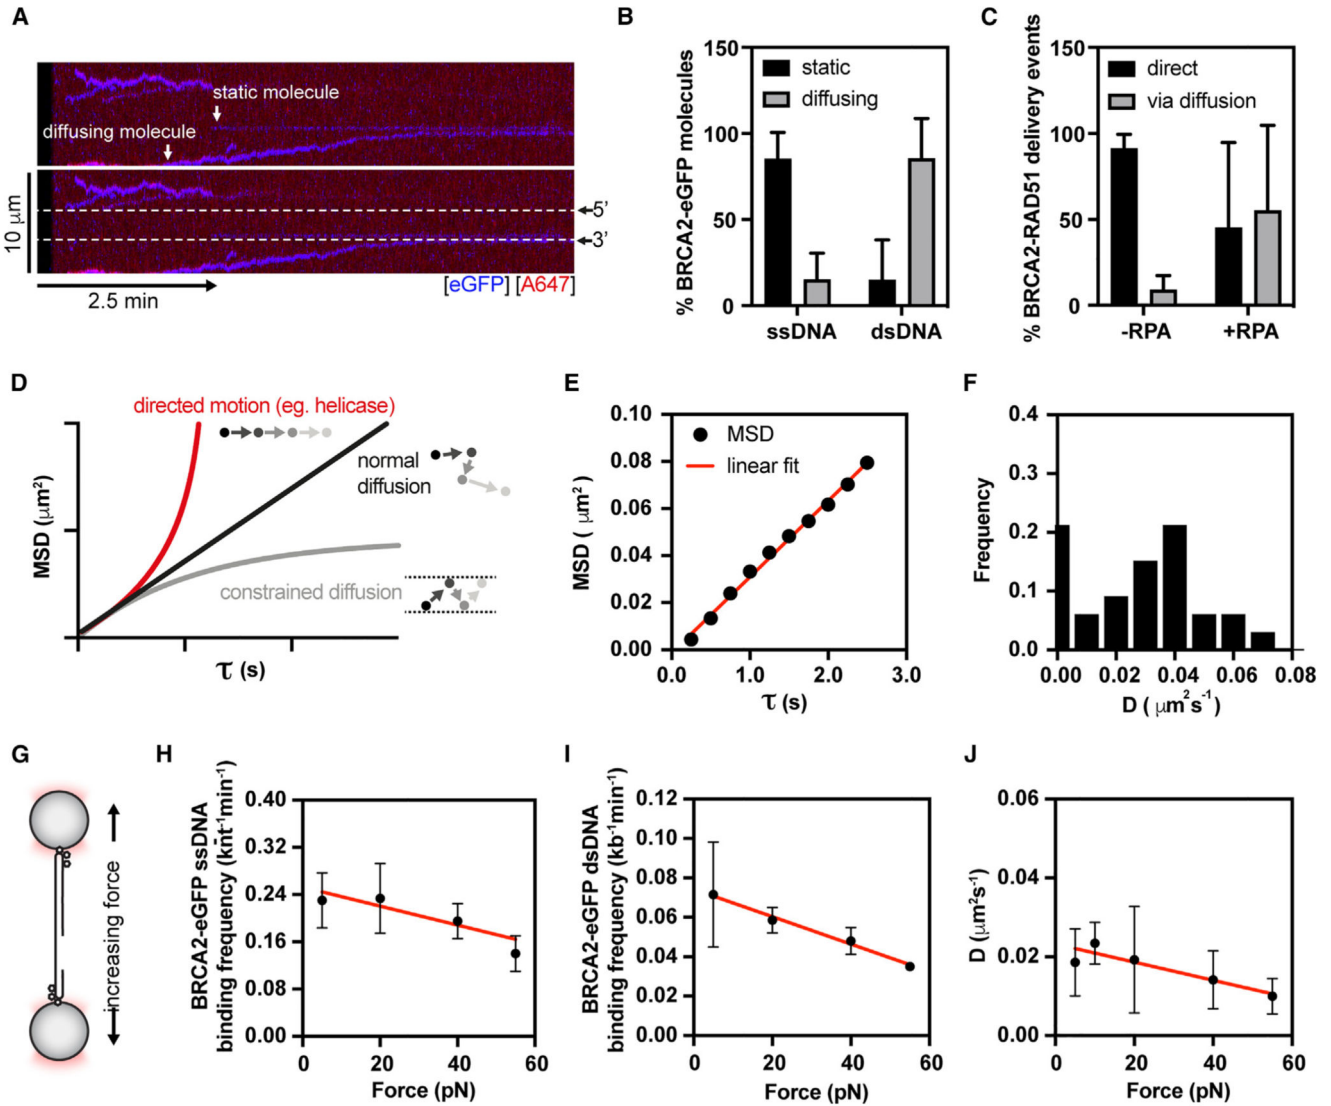 A
static molecule
diffusing molecule
10 μm
5’
3’
2.5 min
[eGFP] [A647]
B
% BRCA2-eGFP molecules
150
100
50
0
static
diffusing
ssDNA
dsDNA
C
% BRCA2-RAD51 delivery events
150
100
50
0
direct
via diffusion
-RPA
+RPA
D
directed motion (eg. helicase)
normal
diffusion
constrained diffusion
MSD (μm²)
τ (s)
E
MSD ( μm² )
0.10
0.08
0.06
0.04
0.02
0.00
MSD
linear fit
0.0
1.0
2.0
3.0
τ (s)
F
Frequency
0.4
0.3
0.2
0.1
0.0
0.00
0.02
0.04
0.06
0.08
D ( μm²s⁻¹)
G
increasing force
H
BRCA2-eGFP ssDNA
binding frequency (knt⁻¹min⁻¹)
0.40
0.32
0.24
0.16
0.08
0.00
0
20
40
60
Force (pN)
I
BRCA2-eGFP dsDNA
binding frequency (kb⁻¹min⁻¹)
0.12
0.10
0.08
0.06
0.04
0.02
0.00
0
20
40
60
Force (pN)
J
D (μm²s⁻¹)
0.06
0.04
0.02
0.00
0
20
40
60
Force (pN)